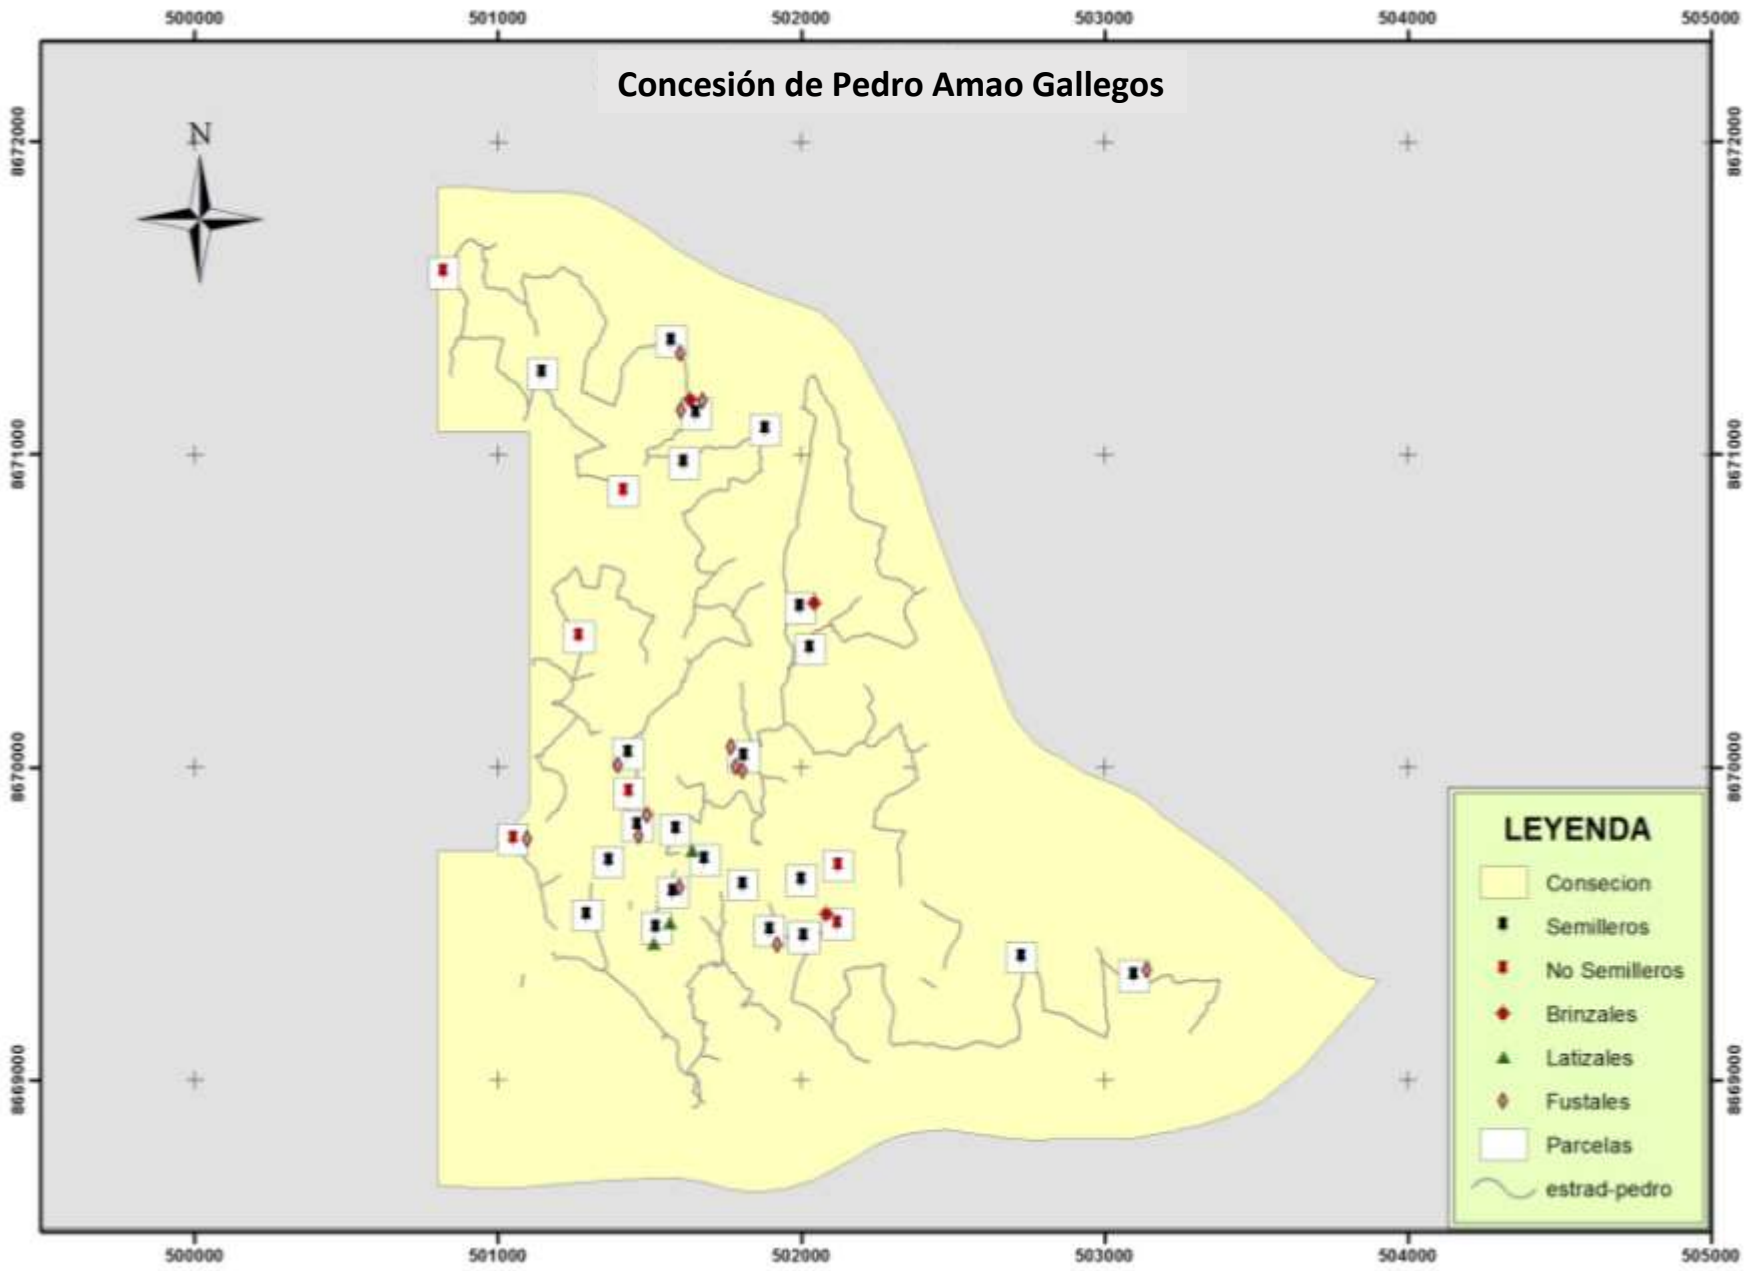 500000 501000 502000 503000 504000 505000
Concesión de Pedro Amao Gallegos
N
8672000 8672000
8671000 8671000
8670000 8670000
8669000 8669000
LEYENDA
Consecion
Semilleros
No Semilleros
Brinzales
Latizales
Fustales
Parcelas
estrad-pedro
500000 501000 502000 503000 504000 505000